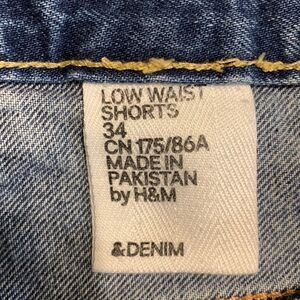 LOW WAIST
SHORTS
34
CN 175/86A
MADE IN
PAKISTAN
by H&M
&DENIM